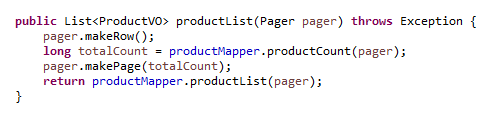 public List<ProductVO> productList(Pager pager) throws Exception {
    pager.makeRow();
    long totalCount = productMapper.productCount(pager);
    pager.makePage(totalCount);
    return productMapper.productList(pager);
}